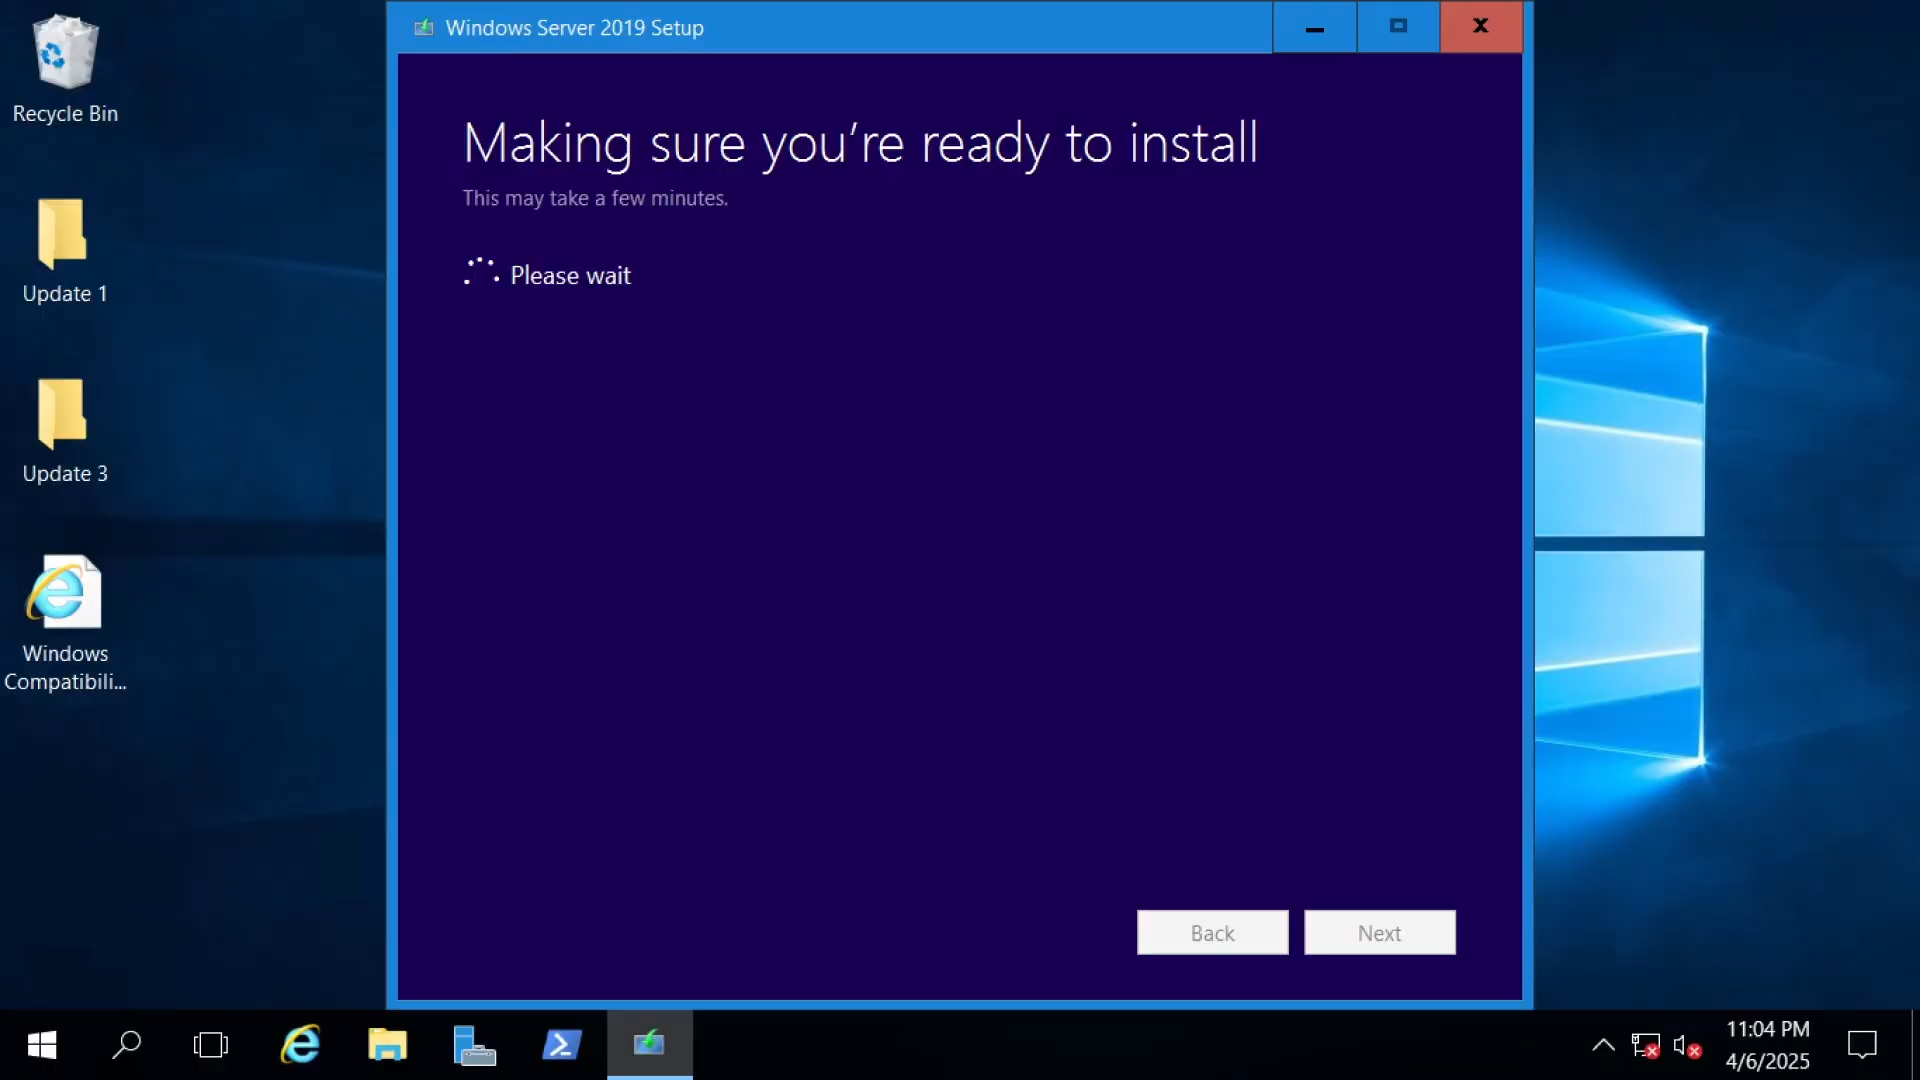 Recycle Bin
Update 1
Update 3
Windows
Compatibili...
Windows Server 2019 Setup
Making sure you're ready to install
This may take a few minutes.
Please wait
Back
Next
11:04 PM
4/6/2025